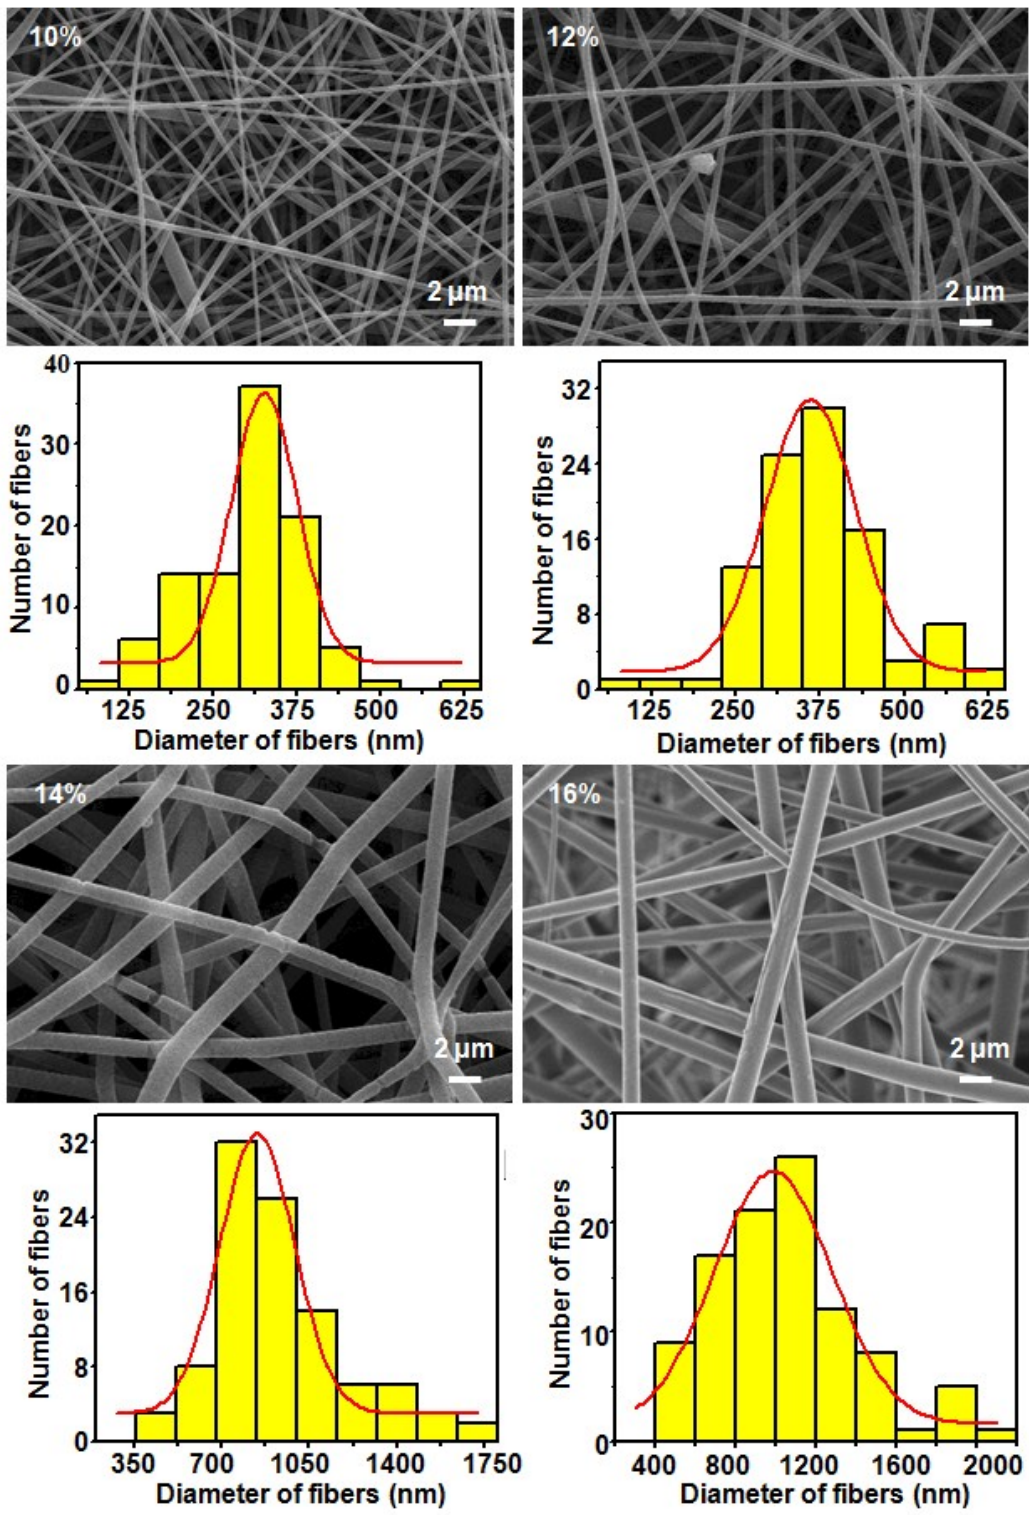 10%
12%
2 µm
2 µm
40
30
20
10
0
Number of fibers
125 250 375 500 625
Diameter of fibers (nm)
32
24
16
8
0
Number of fibers
125 250 375 500 625
Diameter of fibers (nm)
14%
16%
2 µm
2 µm
32
24
16
8
0
Number of fibers
350 700 1050 1400 1750
Diameter of fibers (nm)
30
20
10
0
Number of fibers
400 800 1200 1600 2000
Diameter of fibers (nm)